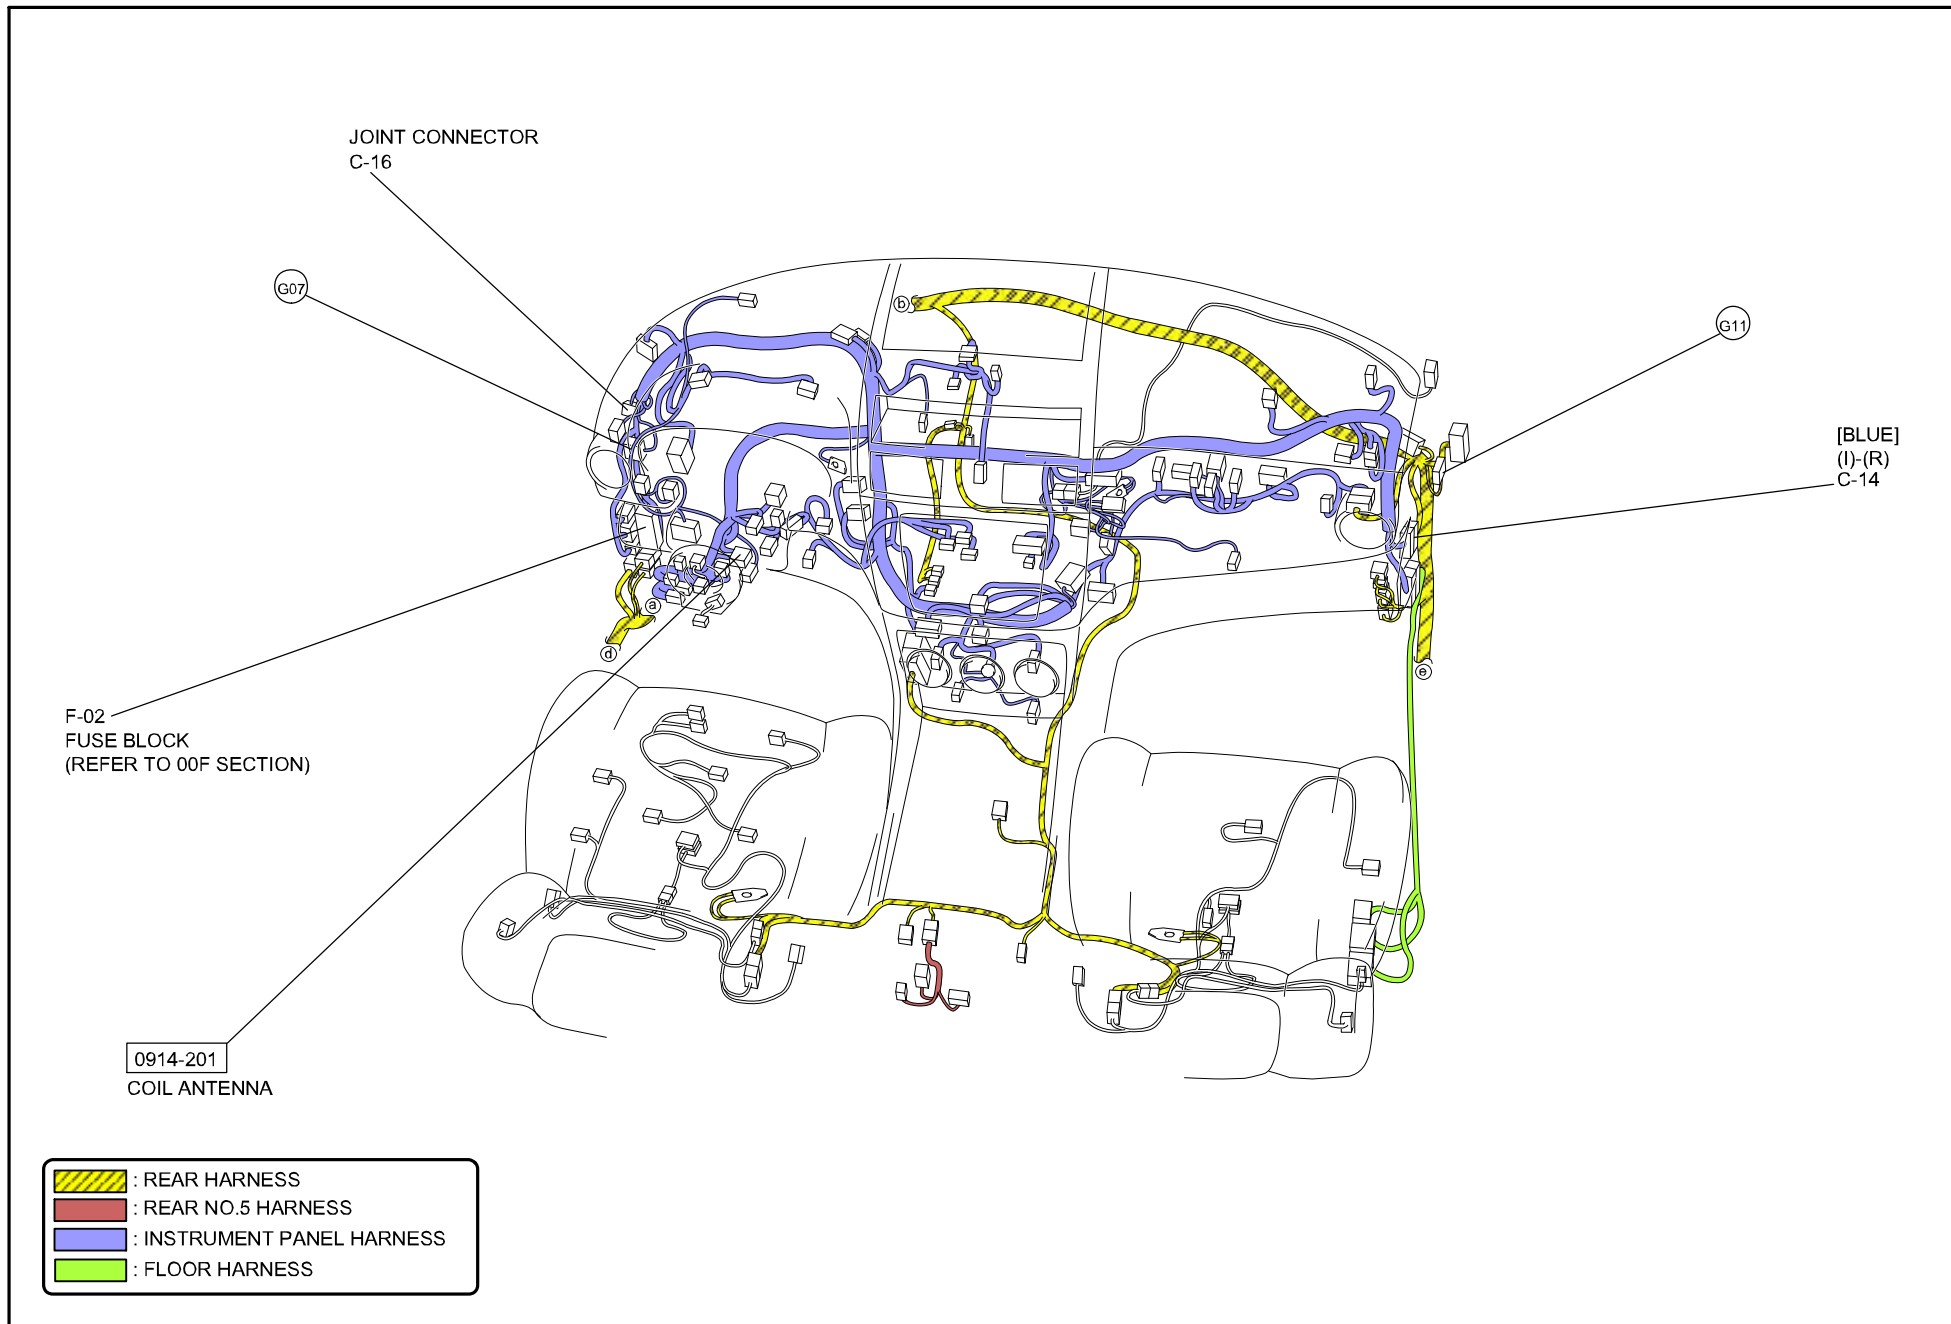 JOINT CONNECTOR
C-16
G07
b
G11
[BLUE]
(I)-(R)
C-14
a
d
e
F-02
FUSE BLOCK
(REFER TO 00F SECTION)
0914-201
COIL ANTENNA
: REAR HARNESS
: REAR NO.5 HARNESS
: INSTRUMENT PANEL HARNESS
: FLOOR HARNESS